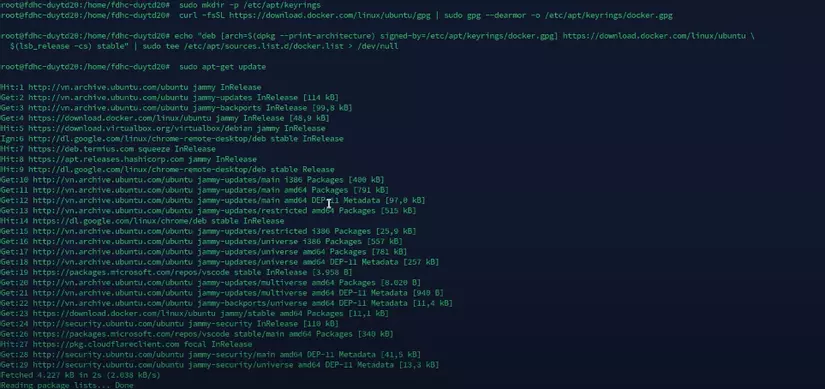 root@fdhc-duytd20:/home/fdhc-duytd20# sudo mkdir -p /etc/apt/keyrings
root@fdhc-duytd20:/home/fdhc-duytd20# curl -fsSL https://download.docker.com/linux/ubuntu/gpg | sudo gpg --dearmor -o /etc/apt/keyrings/docker.gpg
root@fdhc-duytd20:/home/fdhc-duytd20# echo "deb [arch=$(dpkg --print-architecture) signed-by=/etc/apt/keyrings/docker.gpg] https://download.docker.com/linux/ubuntu \
$(lsb_release -cs) stable" | sudo tee /etc/apt/sources.list.d/docker.list > /dev/null
root@fdhc-duytd20:/home/fdhc-duytd20# sudo apt-get update
Hit:1 http://vn.archive.ubuntu.com/ubuntu jammy InRelease
Get:2 http://vn.archive.ubuntu.com/ubuntu jammy-updates InRelease [114 kB]
Get:3 http://vn.archive.ubuntu.com/ubuntu jammy-backports InRelease [99,8 kB]
Get:4 https://download.docker.com/linux/ubuntu jammy InRelease [48,9 kB]
Hit:5 https://download.virtualbox.org/virtualbox/debian jammy InRelease
Ign:6 http://dl.google.com/linux/chrome-remote-desktop/deb stable InRelease
Hit:7 https://deb.termius.com squeeze InRelease
Hit:8 https://apt.releases.hashicorp.com jammy InRelease
Hit:9 http://dl.google.com/linux/chrome-remote-desktop/deb stable Release
Get:10 http://vn.archive.ubuntu.com/ubuntu jammy-updates/main i386 Packages [400 kB]
Get:11 http://vn.archive.ubuntu.com/ubuntu jammy-updates/main amd64 Packages [791 kB]
Get:12 http://vn.archive.ubuntu.com/ubuntu jammy-updates/main amd64 DEP-11 Metadata [97,0 kB]
Get:13 http://vn.archive.ubuntu.com/ubuntu jammy-updates/restricted amd64 Packages [515 kB]
Hit:14 https://dl.google.com/linux/chrome/deb stable InRelease
Get:15 http://vn.archive.ubuntu.com/ubuntu jammy-updates/restricted i386 Packages [25,9 kB]
Get:16 http://vn.archive.ubuntu.com/ubuntu jammy-updates/universe i386 Packages [557 kB]
Get:17 http://vn.archive.ubuntu.com/ubuntu jammy-updates/universe amd64 Packages [781 kB]
Get:18 http://vn.archive.ubuntu.com/ubuntu jammy-updates/universe amd64 DEP-11 Metadata [257 kB]
Get:19 https://packages.microsoft.com/repos/vscode stable InRelease [3.958 B]
Get:20 http://vn.archive.ubuntu.com/ubuntu jammy-updates/multiverse amd64 Packages [8.020 B]
Get:21 http://vn.archive.ubuntu.com/ubuntu jammy-updates/multiverse amd64 DEP-11 Metadata [940 B]
Get:22 http://vn.archive.ubuntu.com/ubuntu jammy-backports/universe amd64 DEP-11 Metadata [11,4 kB]
Get:23 https://download.docker.com/linux/ubuntu jammy/stable amd64 Packages [11,1 kB]
Get:24 http://security.ubuntu.com/ubuntu jammy-security InRelease [110 kB]
Get:26 https://packages.microsoft.com/repos/vscode stable/main amd64 Packages [340 kB]
Hit:27 https://pkg.cloudflareclient.com focal InRelease
Get:28 http://security.ubuntu.com/ubuntu jammy-security/main amd64 DEP-11 Metadata [41,5 kB]
Get:29 http://security.ubuntu.com/ubuntu jammy-security/universe amd64 DEP-11 Metadata [13,3 kB]
Fetched 4.227 kB in 2s (2.038 kB/s)
Reading package lists... Done